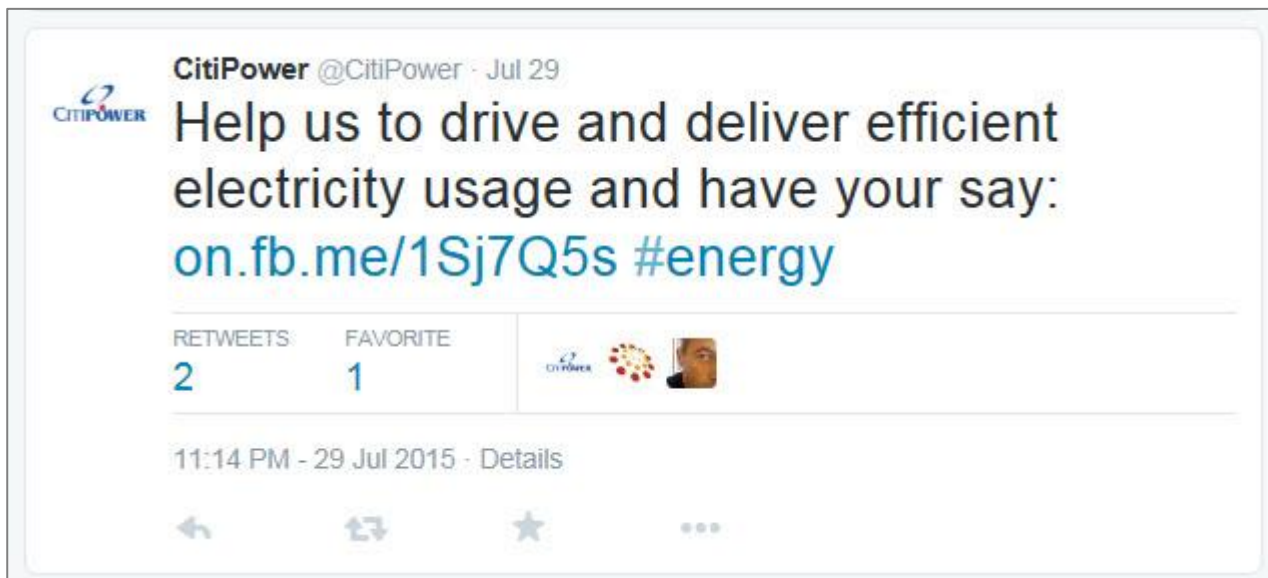 CitiPower @CitiPower · Jul 29
CITIPOWER
Help us to drive and deliver efficient
electricity usage and have your say:
on.fb.me/1Sj7Q5s #energy
RETWEETS FAVORITE
2 1
CITIPOWER
11:14 PM - 29 Jul 2015 · Details